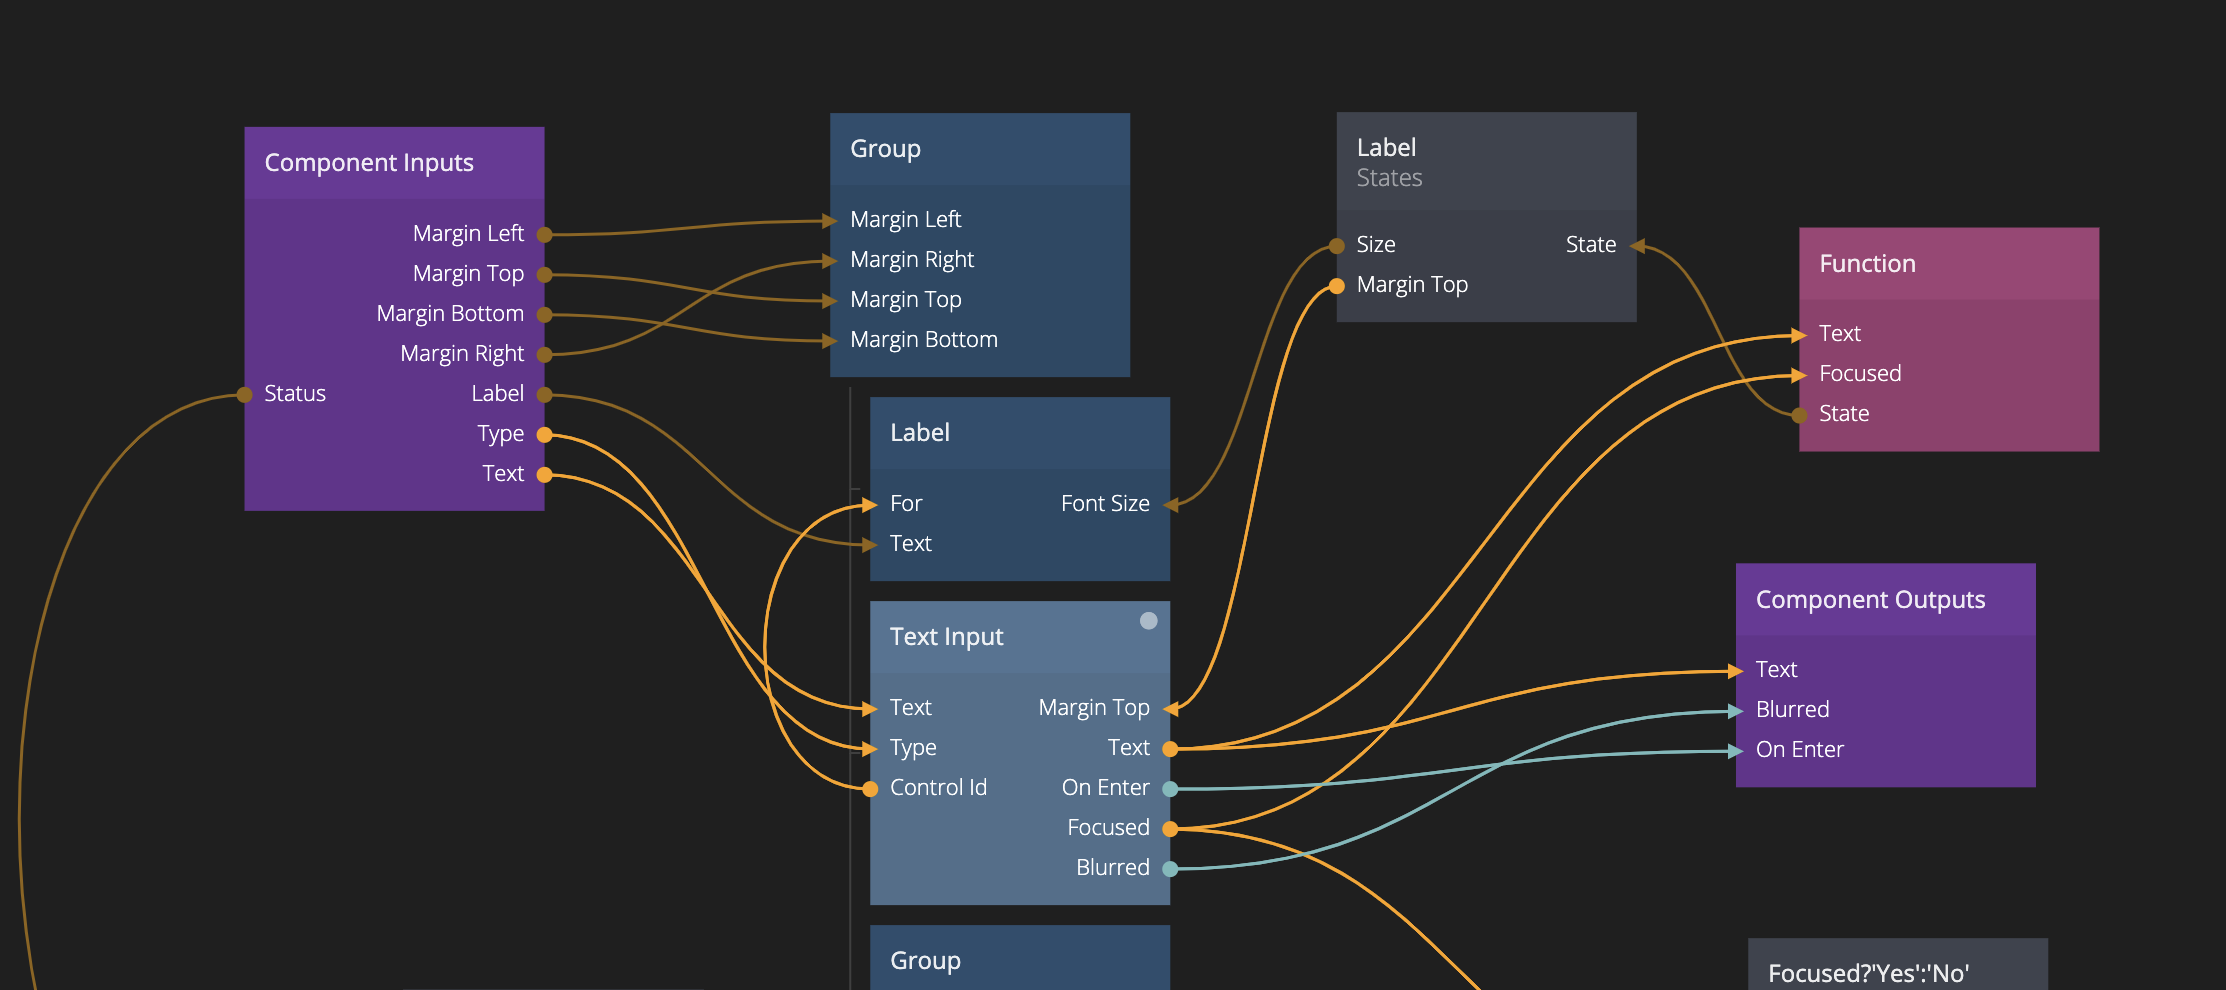 Component Inputs
Margin Left
Margin Top
Margin Bottom
Margin Right
Status Label
Type
Text
Group
Margin Left
Margin Right
Margin Top
Margin Bottom
Label
For Font Size
Text
Text Input
Text Margin Top
Type Text
Control Id On Enter
Focused
Blurred
Group
Label
States
Size State
Margin Top
Function
Text
Focused
State
Component Outputs
Text
Blurred
On Enter
Focused?'Yes':'No'